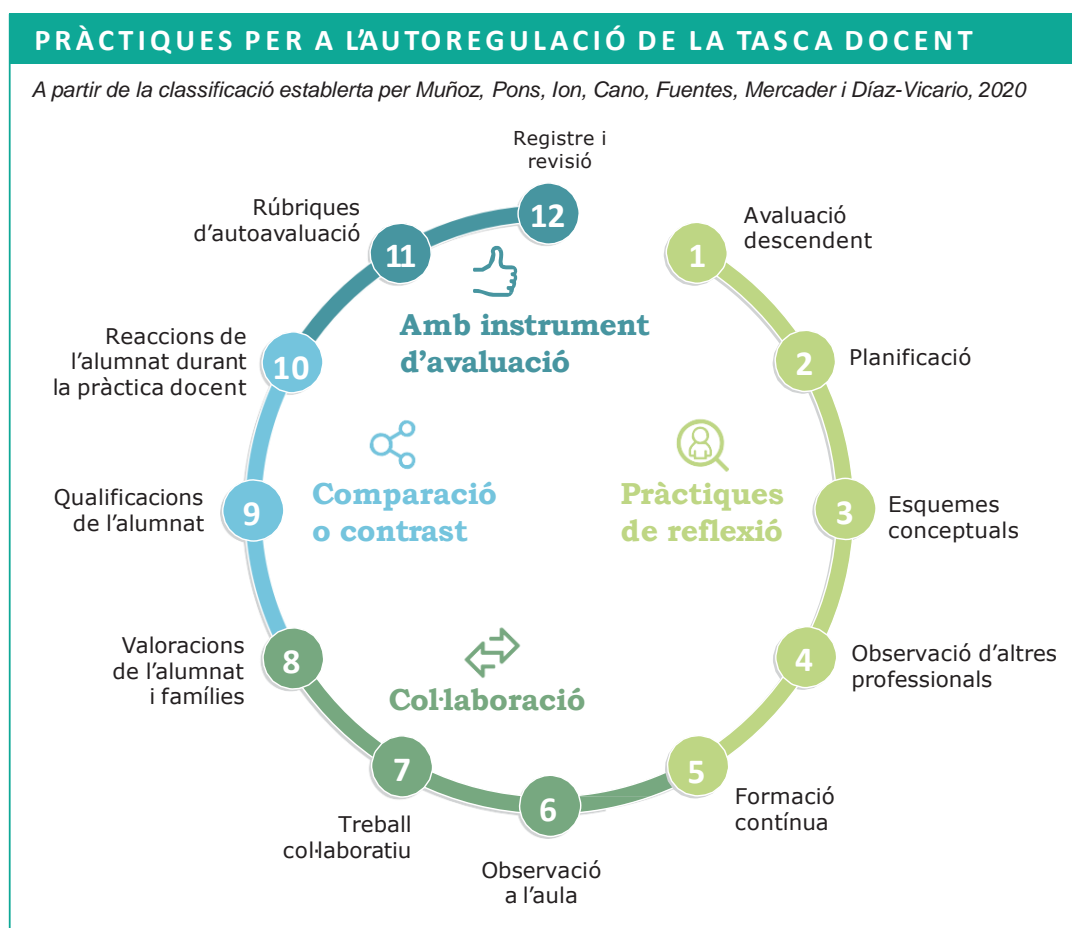 PRÀCTIQUES PER A L'AUTOREGULACIÓ DE LA TASCA DOCENT
A partir de la classificació establerta per Muñoz, Pons, Ion, Cano, Fuentes, Mercader i Díaz-Vicario, 2020
Registre i
revisió
12
Rúbriques
d'autoavaluació
11
Avaluació
descendent
1
Amb instrument
d'avaluació
Reaccions de
l'alumnat durant
la pràctica docent
10
2
Planificació
Comparació
o contrast
Pràctiques
de reflexió
Qualificacions
de l'alumnat
9
3
Esquemes
conceptuals
Valoracions
de l'alumnat
i famílies
8
4
Observació d'altres
professionals
Col·laboració
7
Treball
col·laboratiu
6
Observació
a l'aula
5
Formació
contínua